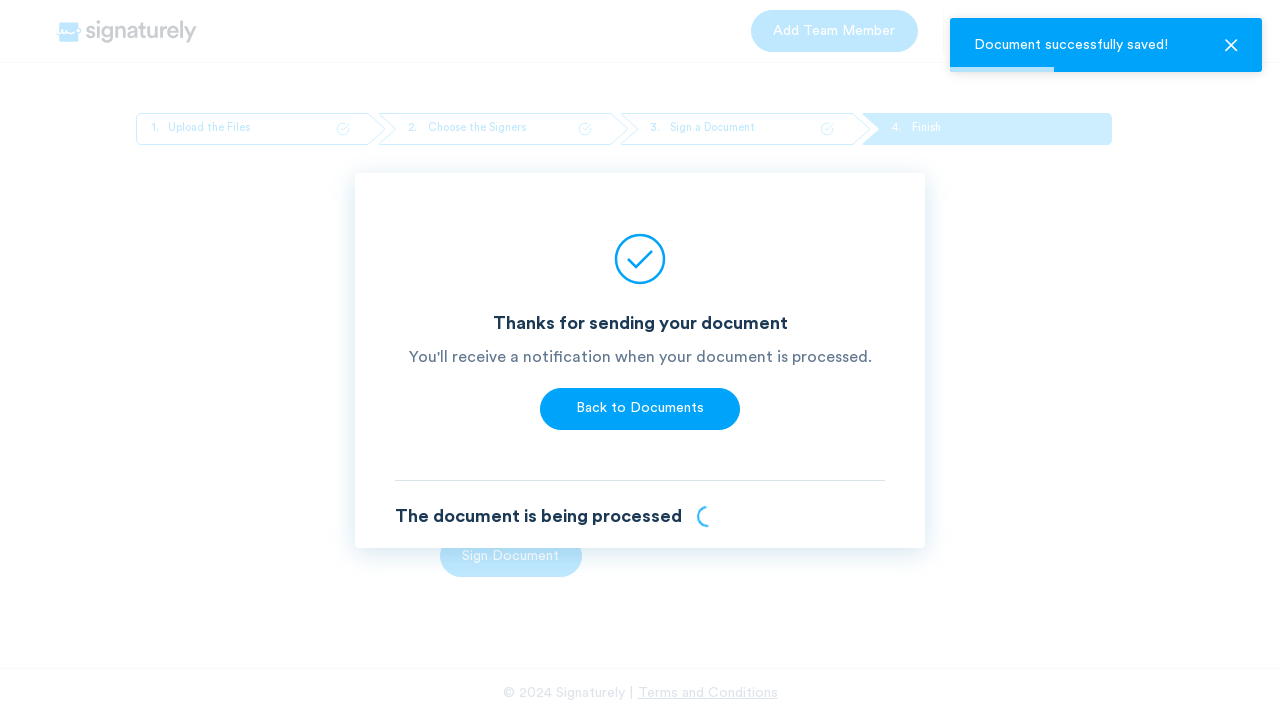 signaturely
Add Team Member
Document successfully saved!
1. Upload the Files
2. Choose the Signers
3. Sign a Document
4. Finish
Thanks for sending your document
You'll receive a notification when your document is processed.
Back to Documents
The document is being processed
Sign Document
© 2024 Signaturely | Terms and Conditions